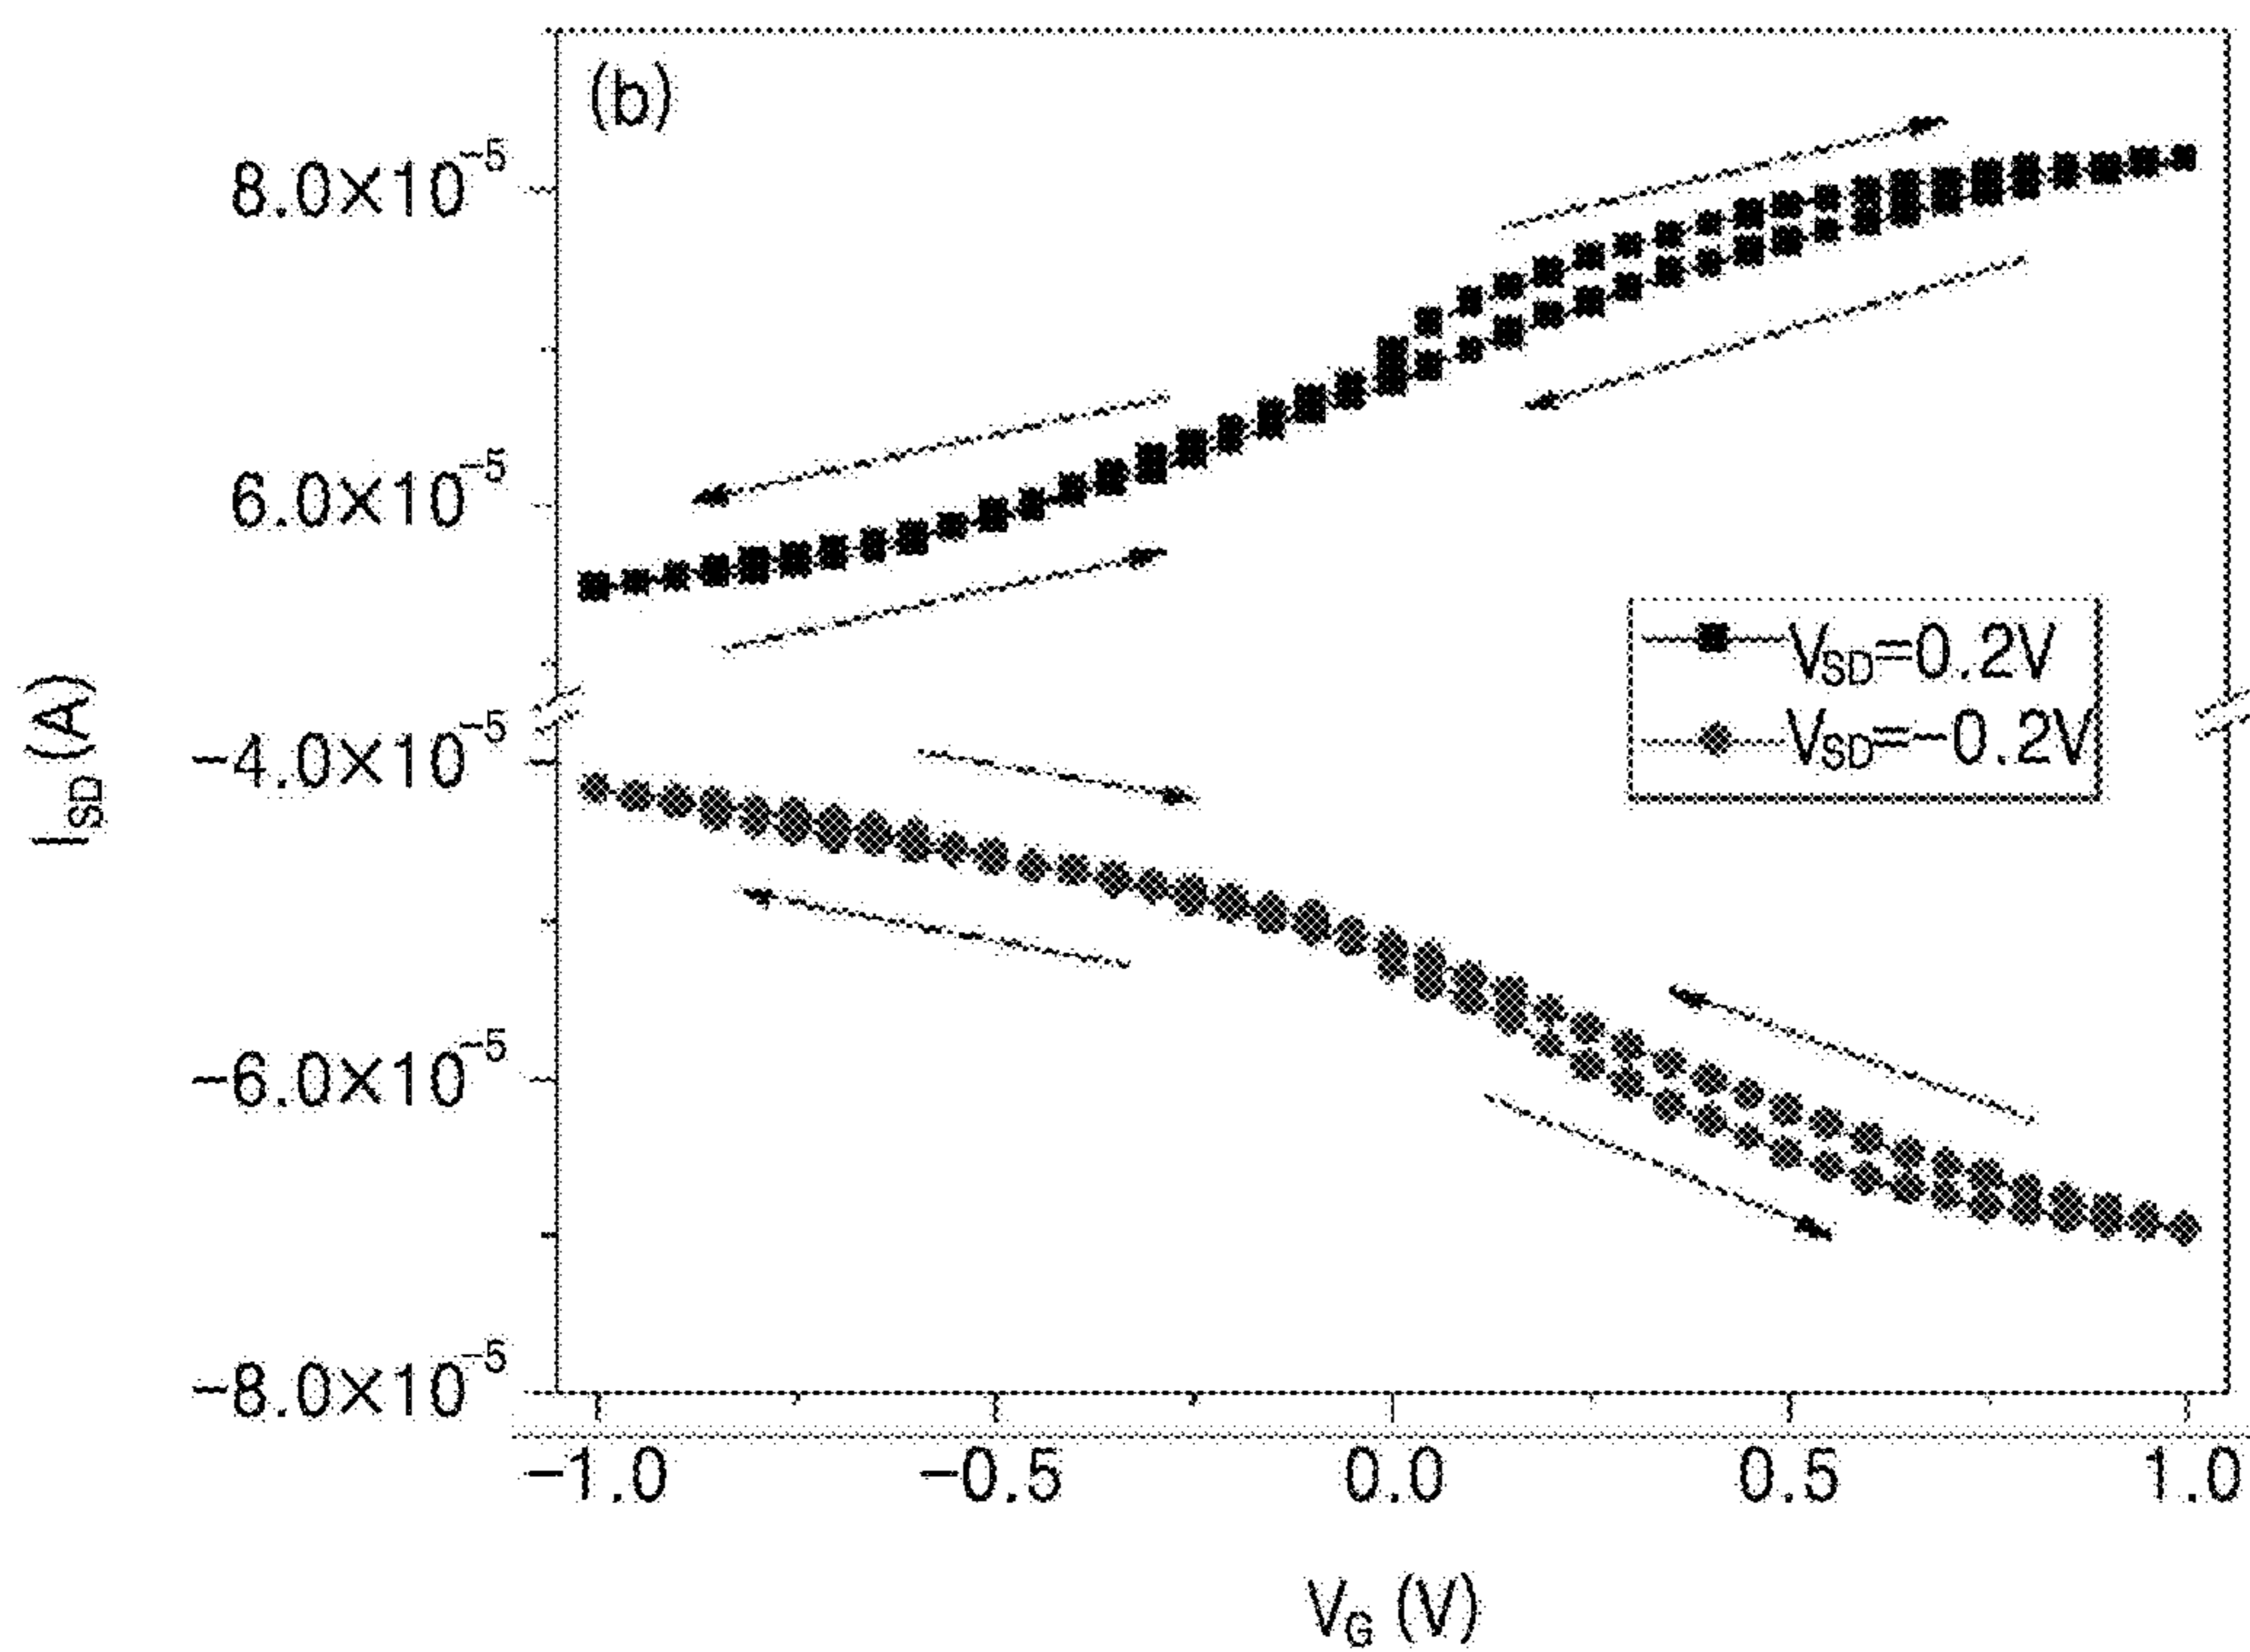 (b)
8.0×10⁻⁵
6.0×10⁻⁵
−4.0×10⁻⁵
−6.0×10⁻⁵
−8.0×10⁻⁵
I_SD (A)
V_SD=0.2V
V_SD=−0.2V
−1.0 −0.5 0.0 0.5 1.0
V_G (V)